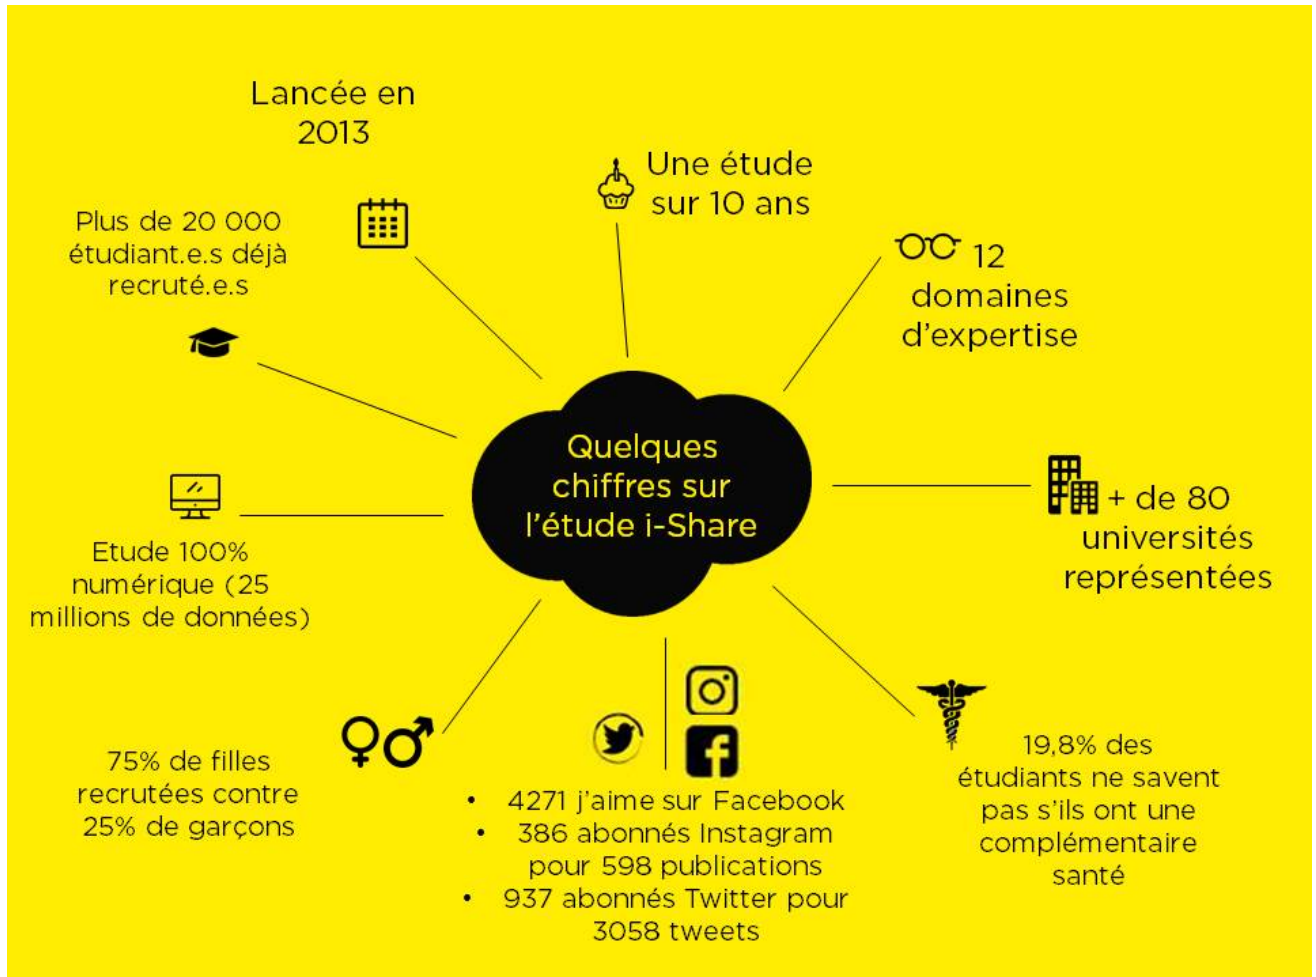 Lancée en
2013
Une étude
sur 10 ans
Plus de 20 000
étudiant.e.s déjà
recruté.e.s
12
domaines
d'expertise
Quelques
chiffres sur
l'étude i-Share
+ de 80
universités
représentées
Etude 100%
numérique (25
millions de données)
75% de filles
recrutées contre
25% de garçons
• 4271 j'aime sur Facebook
• 386 abonnés Instagram
pour 598 publications
• 937 abonnés Twitter pour
3058 tweets
19,8% des
étudiants ne savent
pas s'ils ont une
complémentaire
santé